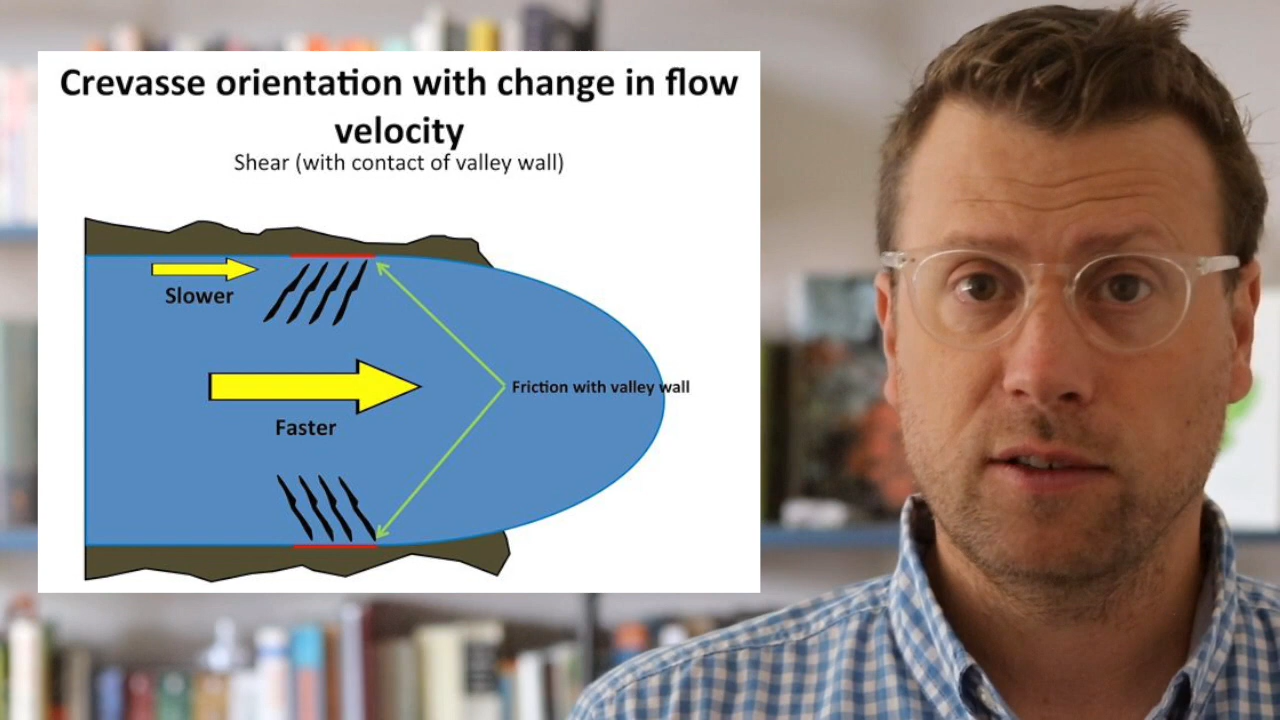 Crevasse orientation with change in flow
velocity
Shear (with contact of valley wall)
Slower
Friction with valley wall
Faster